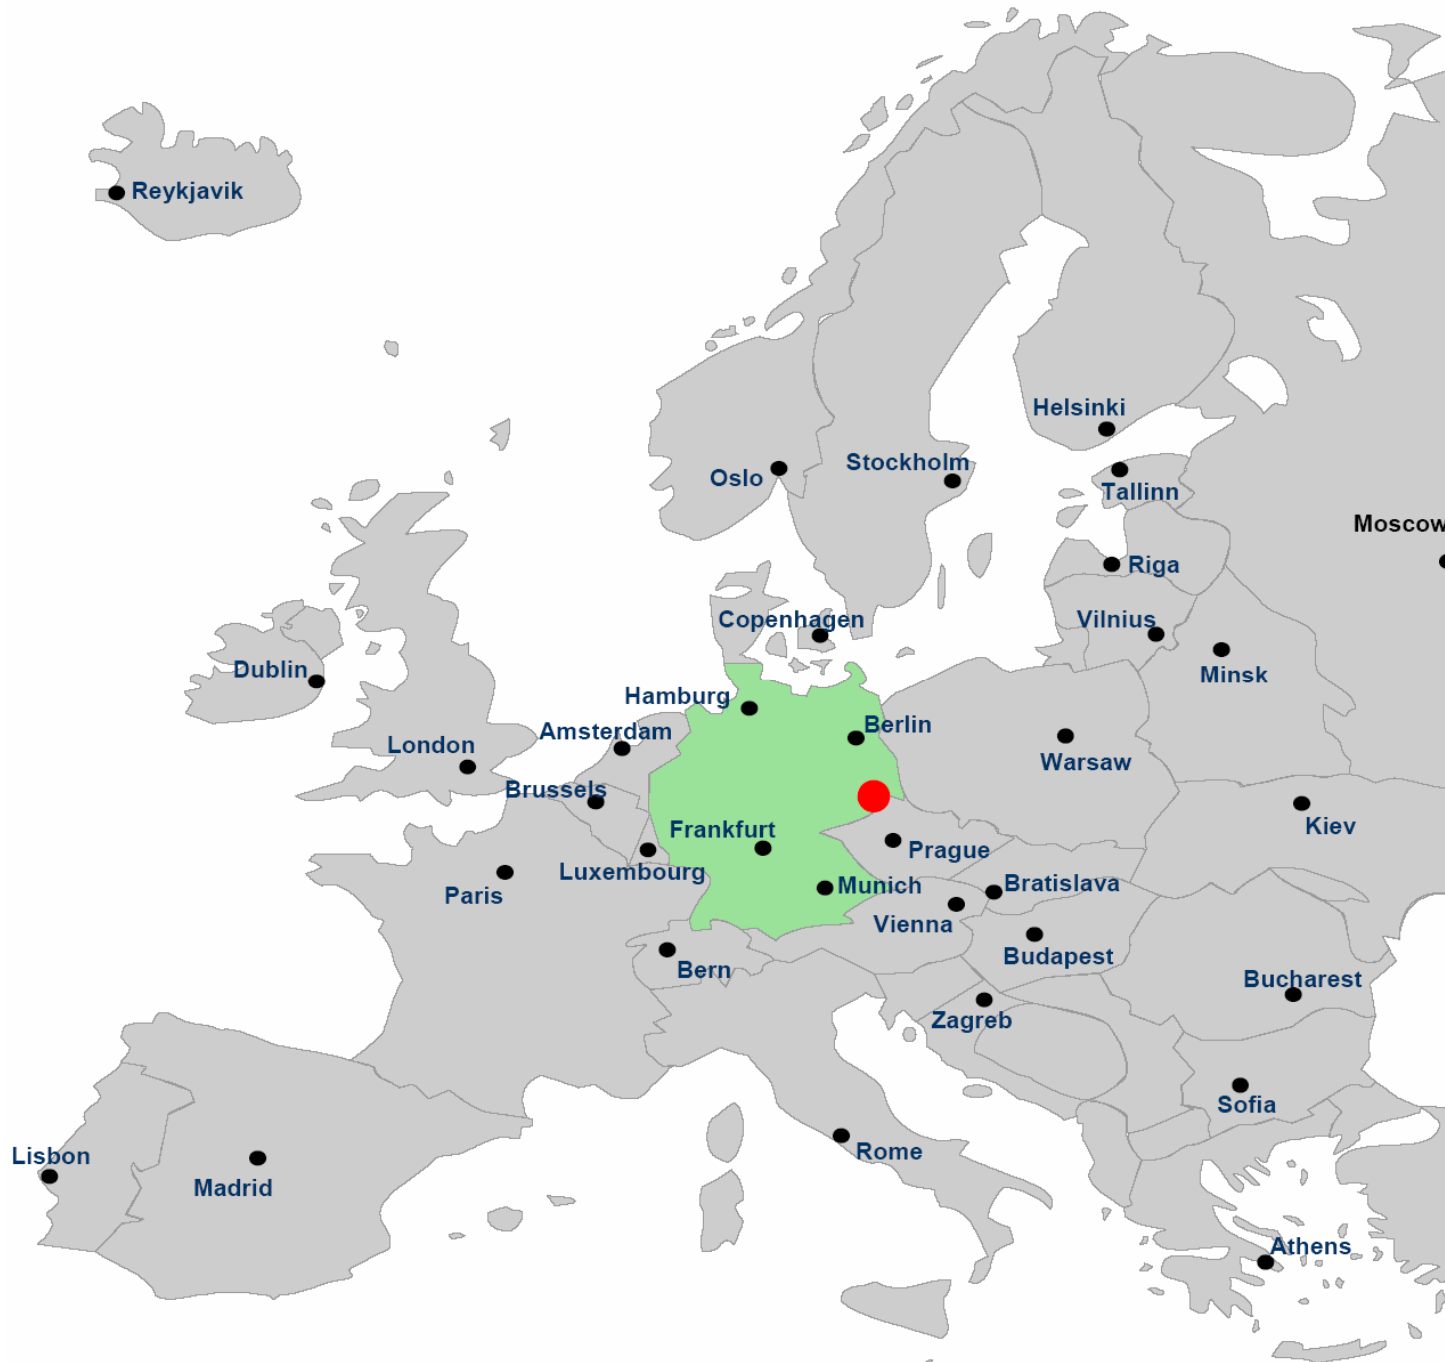 Reykjavik
Helsinki
Stockholm
Oslo
Tallinn
Moscow
Riga
Copenhagen
Vilnius
Dublin
Minsk
Hamburg
Berlin
Amsterdam
London
Warsaw
Brussels
Kiev
Frankfurt
Prague
Luxembourg
Bratislava
Munich
Paris
Vienna
Budapest
Bern
Bucharest
Zagreb
Sofia
Rome
Lisbon
Madrid
Athens